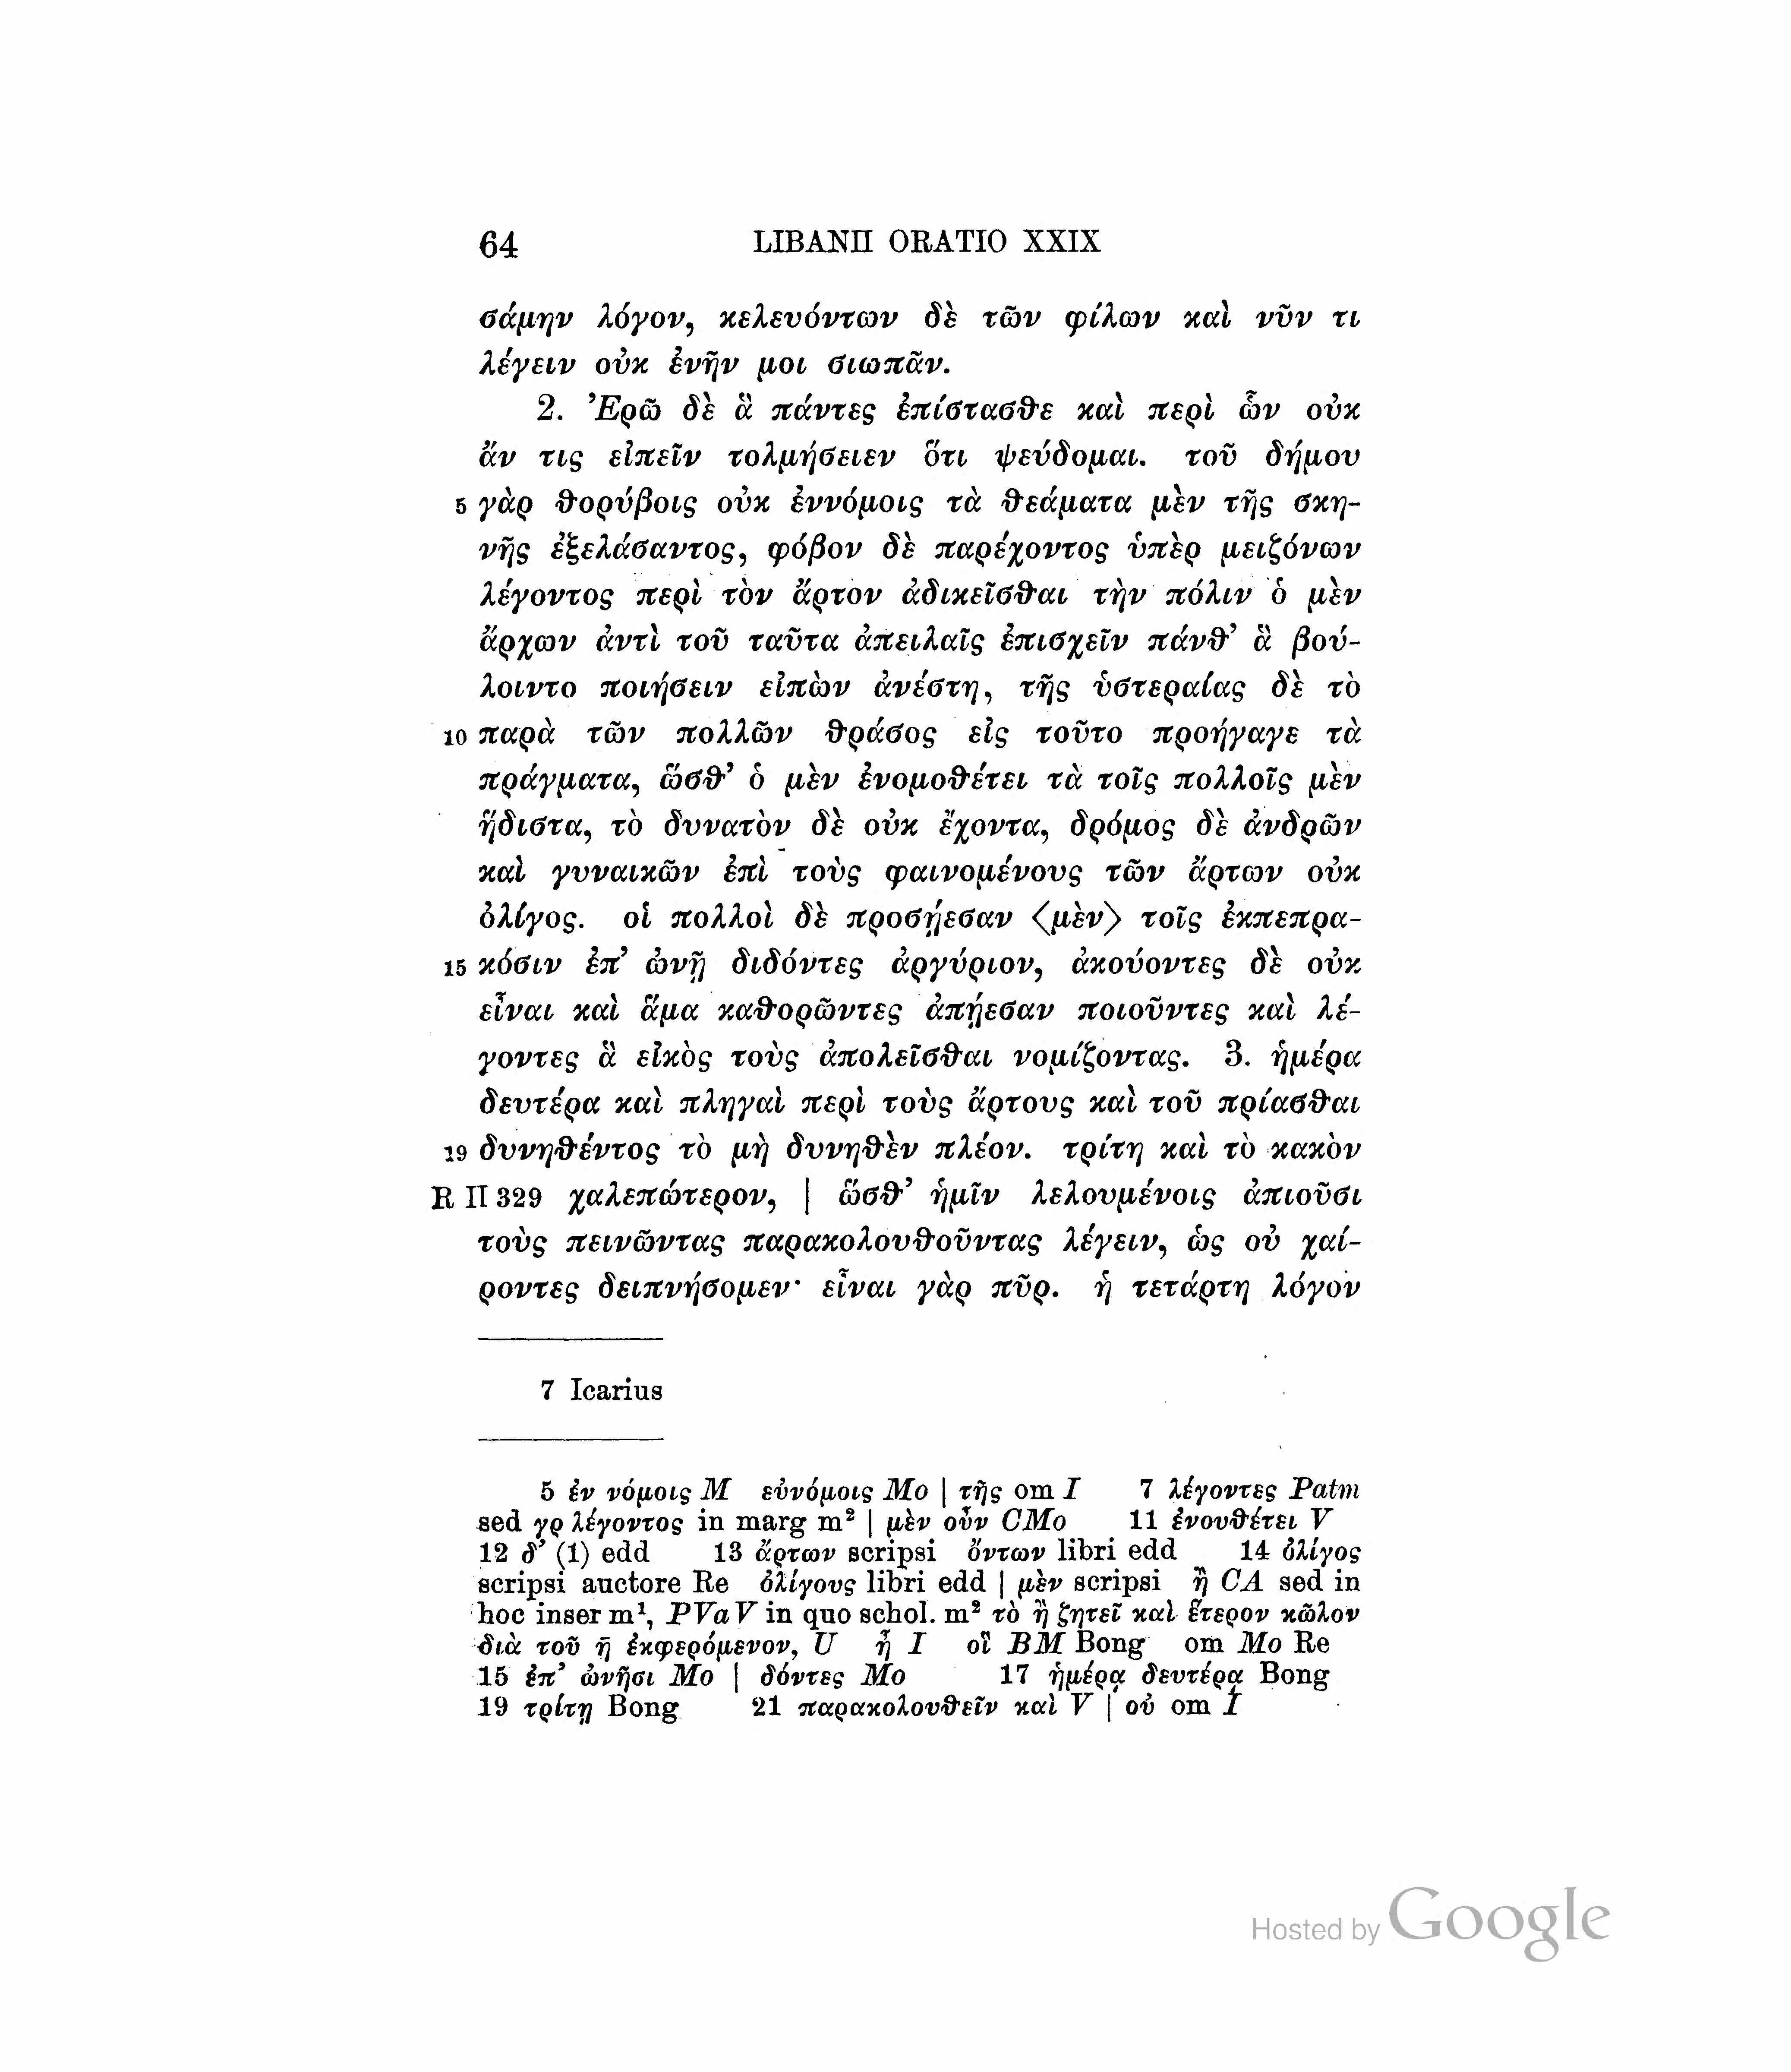 64 LIBANII ORATIO XXIX
σάμην λόγον, κελευόντων δὲ τῶν φίλων καὶ νῦν τι
λέγειν οὐκ ἐνῆν μοι σιωπᾶν.
2. Ἐρῶ δὲ ἃ πάντες ἐπίστασθε καὶ περὶ ὧν οὐκ
ἄν τις εἰπεῖν τολμήσειεν ὅτι ψεύδομαι. τοῦ δήμου
5 γὰρ θορύβοις οὐκ ἐννόμοις τὰ θεάματα μὲν τῆς σκη-
νῆς ἐξελάσαντος, φόβον δὲ παρέχοντος ὑπὲρ μειζόνων
λέγοντος περὶ τὸν ἄρτον ἀδικεῖσθαι τὴν πόλιν ὁ μὲν
ἄρχων ἀντὶ τοῦ ταῦτα ἀπειλαῖς ἐπισχεῖν πάνθ’ ἃ βού-
λοιντο ποιήσειν εἰπὼν ἀνέστη, τῆς ὑστεραίας δὲ τὸ
10 παρὰ τῶν πολλῶν θράσος εἰς τοῦτο προήγαγε τὰ
πράγματα, ὥσθ’ ὁ μὲν ἐνομοθέτει τὰ τοῖς πολλοῖς μὲν
ἥδιστα, τὸ δυνατὸν δὲ οὐκ ἔχοντα, δρόμος δὲ ἀνδρῶν
καὶ γυναικῶν ἐπὶ τοὺς φαινομένους τῶν ἄρτων οὐκ
ὀλίγος. οἱ πολλοὶ δὲ προσῄεσαν ⟨μὲν⟩ τοῖς ἐκπεπρα-
15 κόσιν ἐπ’ ὠνῇ διδόντες ἀργύριον, ἀκούοντες δὲ οὐκ
εἶναι καὶ ἅμα καθορῶντες ἀπῄεσαν ποιοῦντες καὶ λέ-
γοντες ἃ εἰκὸς τοὺς ἀπολεῖσθαι νομίζοντας. 3. ἡμέρα
δευτέρα καὶ πληγαὶ περὶ τοὺς ἄρτους καὶ τοῦ πρίασθαι
19 δυνηθέντος τὸ μὴ δυνηθὲν πλέον. τρίτη καὶ τὸ κακὸν
R II 329 χαλεπώτερον, | ὥσθ’ ἡμῖν λελουμένοις ἀπιοῦσι
τοὺς πεινῶντας παρακολουθοῦντας λέγειν, ὡς οὐ χαί-
ροντες δειπνήσομεν· εἶναι γὰρ πῦρ. ἡ τετάρτη λόγον
7 Icarius
5 ἐν νόμοις M εὐνόμοις Mo | τῆς om I 7 λέγοντες Patm
sed γρ λέγοντος in marg m² | μὲν οὖν CMo 11 ἐνουθέτει V
12 δ’ (1) edd 13 ἄρτων scripsi ὄντων libri edd 14 ὀλίγος
scripsi auctore Re ὀλίγους libri edd | μὲν scripsi ἢ CA sed in
hoc inser m¹, PVaV in quo schol. m² τὸ ἢ ζητεῖ καὶ ἕτερον κῶλον
διὰ τοῦ ἢ ἐκφερόμενον, U ᾗ I οἳ BM Bong om Mo Re
15 ἐπ’ ὠνῆσι Mo | δόντες Mo 17 ἡμέρᾳ δευτέρᾳ Bong
19 τρίτῃ Bong 21 παρακολουθεῖν καὶ V | οὐ om I
Hosted by Google